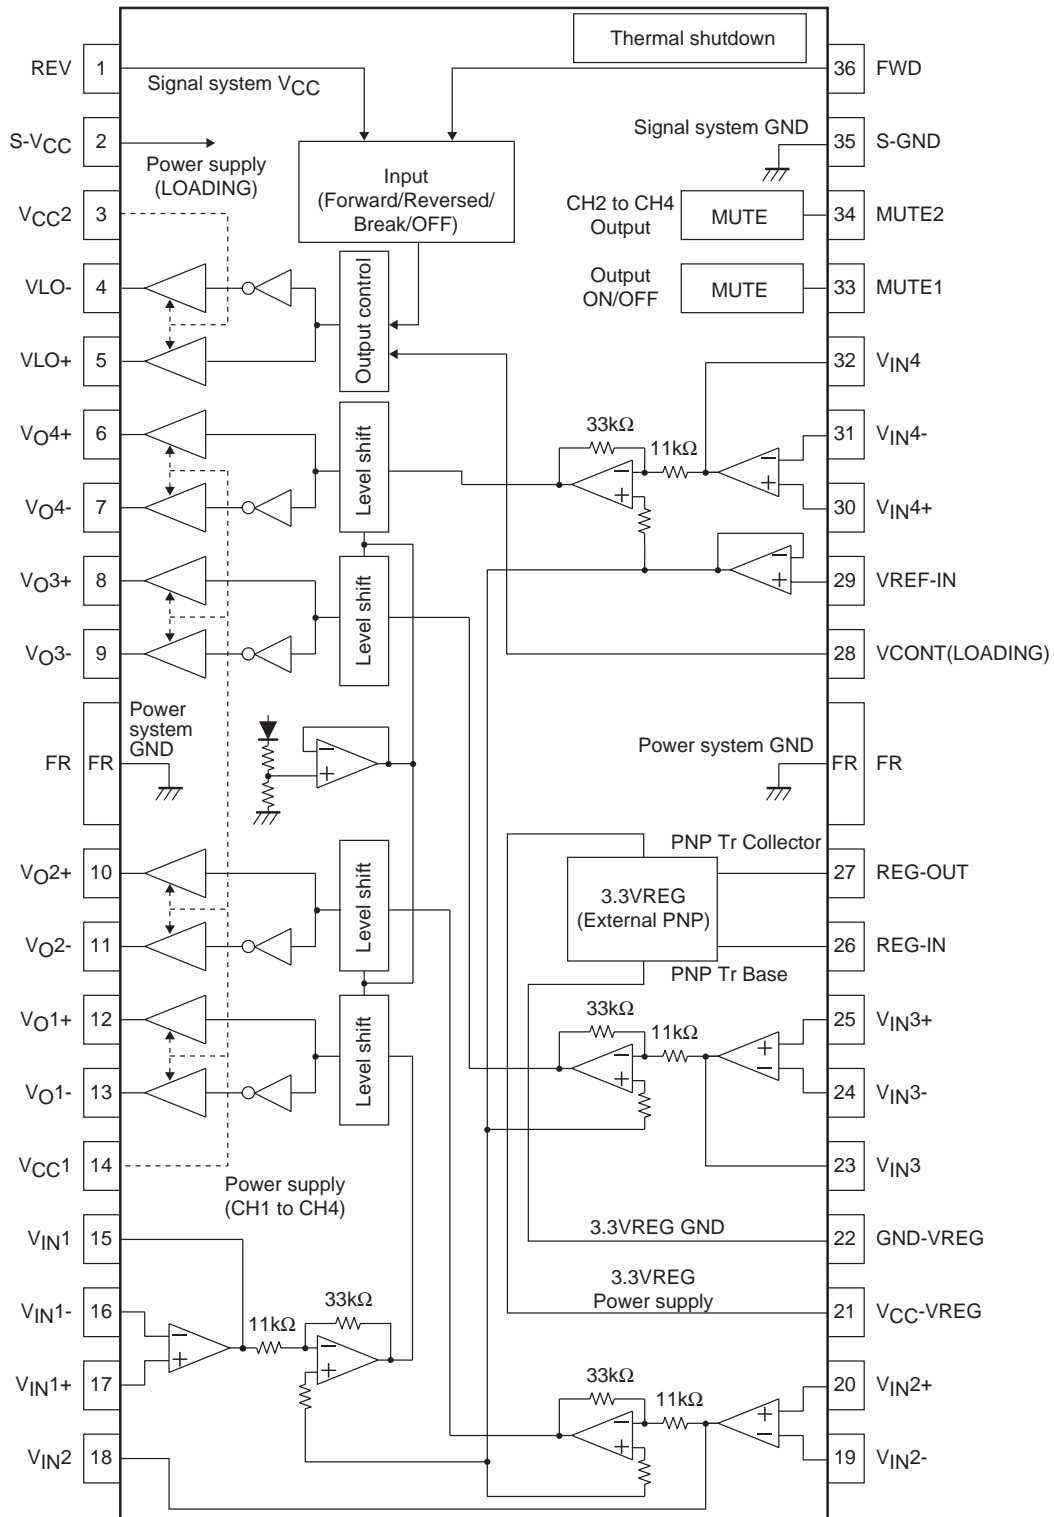 Thermal shutdown
REV 1
Signal system VCC
36 FWD
S-VCC 2
Power supply
(LOADING)
Signal system GND
35 S-GND
Input
(Forward/Reversed/
Break/OFF)
VCC2 3
CH2 to CH4
Output
MUTE
34 MUTE2
VLO- 4
Output control
Output
ON/OFF
MUTE
33 MUTE1
VLO+ 5
32 VIN4
VO4+ 6
Level shift
33kΩ
11kΩ
−
+
−
+
31 VIN4-
VO4- 7
30 VIN4+
VO3+ 8
Level shift
−
+
29 VREF-IN
VO3- 9
28 VCONT(LOADING)
Power
system
GND
FR FR
−
+
Power system GND
FR FR
VO2+ 10
Level shift
PNP Tr Collector
3.3VREG
(External PNP)
27 REG-OUT
VO2- 11
26 REG-IN
PNP Tr Base
VO1+ 12
Level shift
33kΩ
11kΩ
−
+
+
−
25 VIN3+
VO1- 13
24 VIN3-
VCC1 14
Power supply
(CH1 to CH4)
23 VIN3
VIN1 15
3.3VREG GND
22 GND-VREG
VIN1- 16
11kΩ
33kΩ
−
+
−
+
3.3VREG
Power supply
21 VCC-VREG
VIN1+ 17
33kΩ
11kΩ
−
+
+
−
20 VIN2+
VIN2 18
19 VIN2-